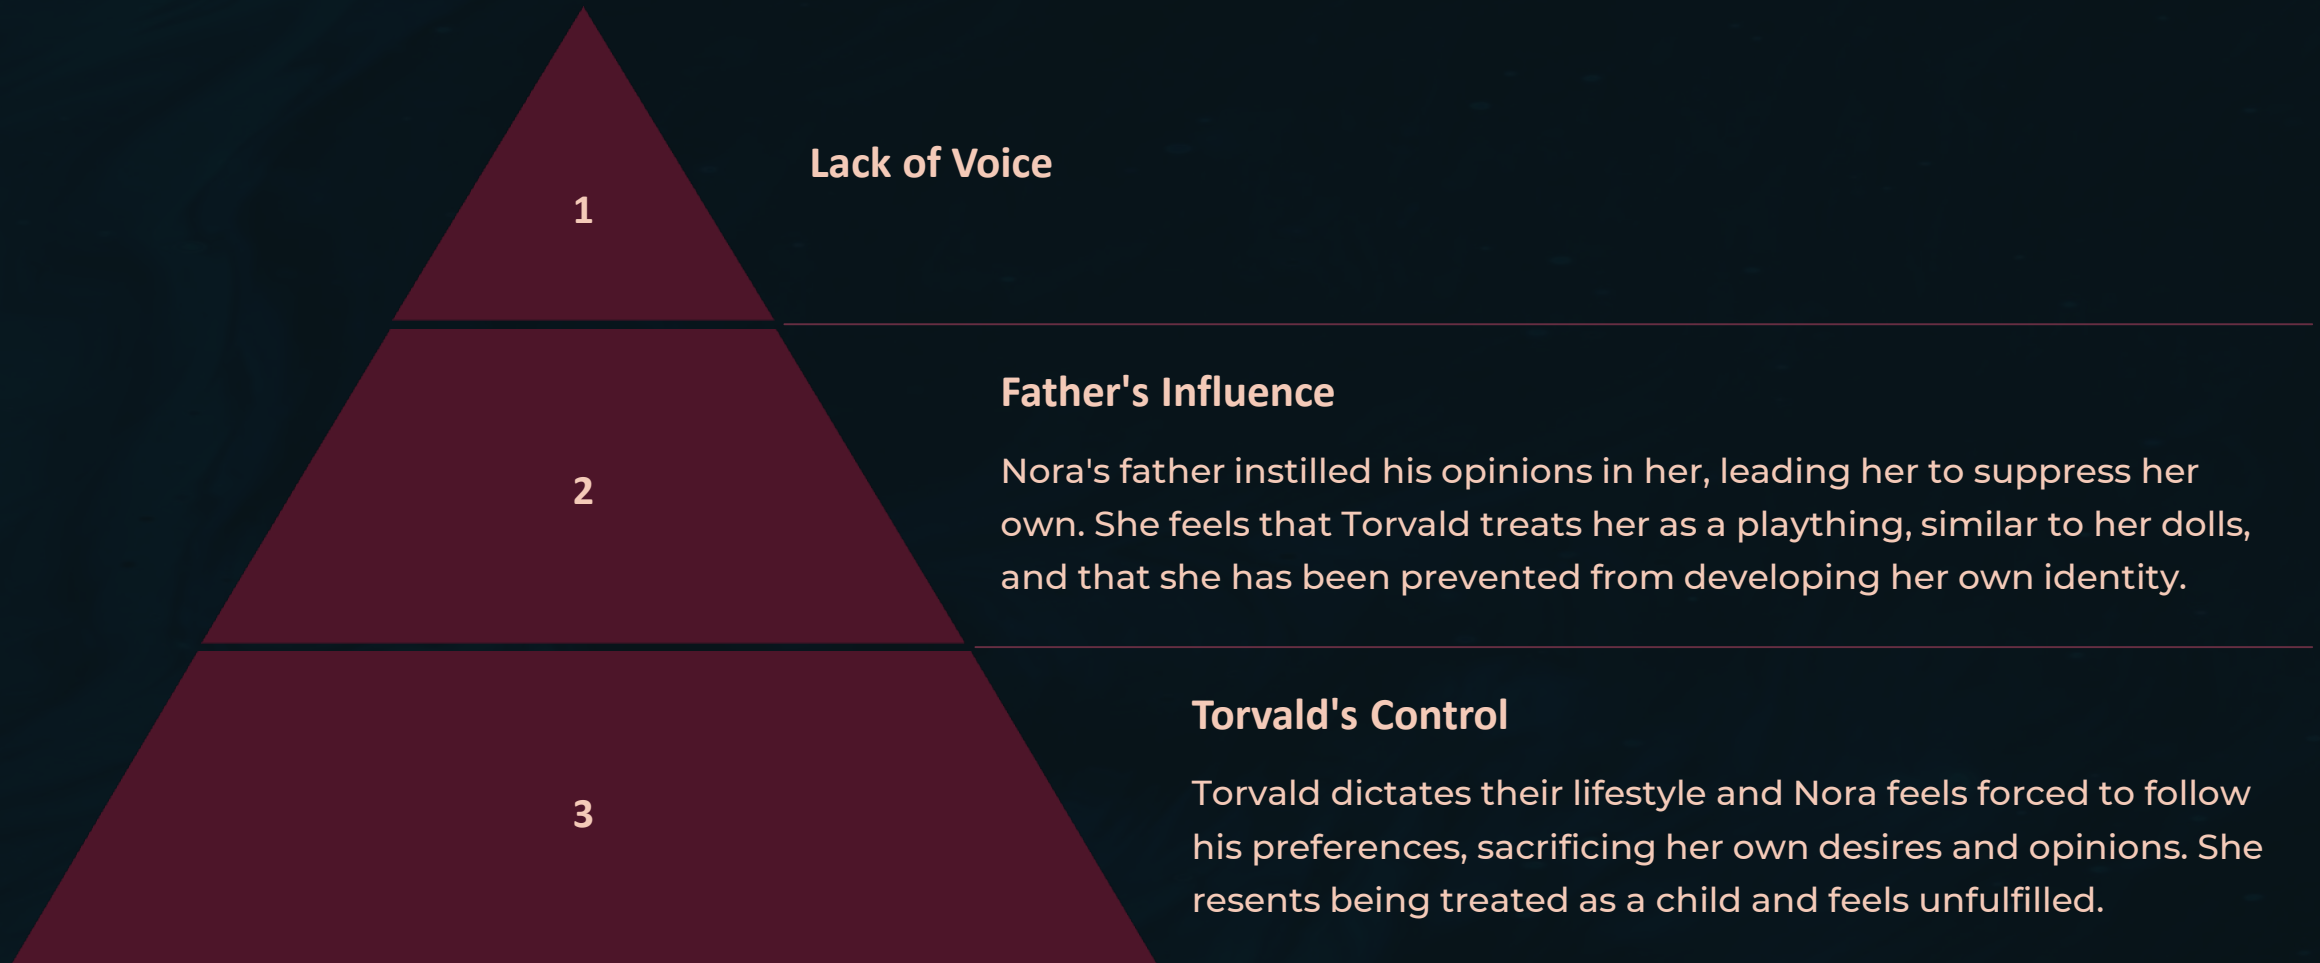 1
Lack of Voice
2
Father's Influence
Nora's father instilled his opinions in her, leading her to suppress her
own. She feels that Torvald treats her as a plaything, similar to her dolls,
and that she has been prevented from developing her own identity.
3
Torvald's Control
Torvald dictates their lifestyle and Nora feels forced to follow
his preferences, sacrificing her own desires and opinions. She
resents being treated as a child and feels unfulfilled.